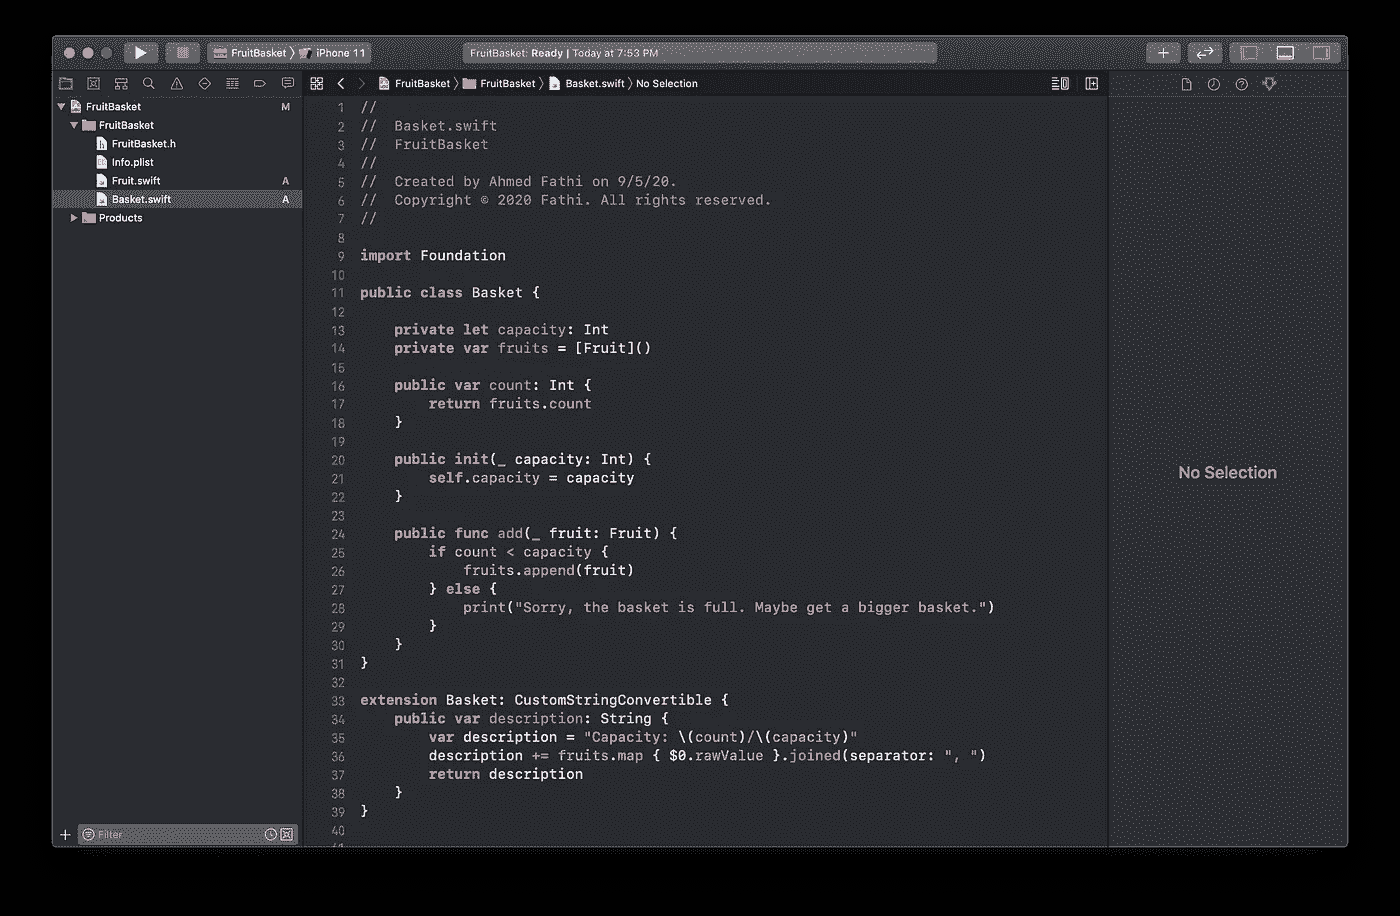 FruitBasket 〉 iPhone 11
FruitBasket: Ready | Today at 7:53 PM
FruitBasket 〉 FruitBasket 〉 Basket.swift 〉 No Selection
FruitBasket M
FruitBasket
FruitBasket.h
Info.plist
Fruit.swift A
Basket.swift A
Products
Filter
1 //
2 //  Basket.swift
3 //  FruitBasket
4 //
5 //  Created by Ahmed Fathi on 9/5/20.
6 //  Copyright © 2020 Fathi. All rights reserved.
7 //
8
9 import Foundation
10
11 public class Basket {
12
13     private let capacity: Int
14     private var fruits = [Fruit]()
15
16     public var count: Int {
17         return fruits.count
18     }
19
20     public init(_ capacity: Int) {
21         self.capacity = capacity
22     }
23
24     public func add(_ fruit: Fruit) {
25         if count < capacity {
26             fruits.append(fruit)
27         } else {
28             print("Sorry, the basket is full. Maybe get a bigger basket.")
29         }
30     }
31 }
32
33 extension Basket: CustomStringConvertible {
34     public var description: String {
35         var description = "Capacity: \(count)/\(capacity)"
36         description += fruits.map { $0.rawValue }.joined(separator: ", ")
37         return description
38     }
39 }
40
No Selection